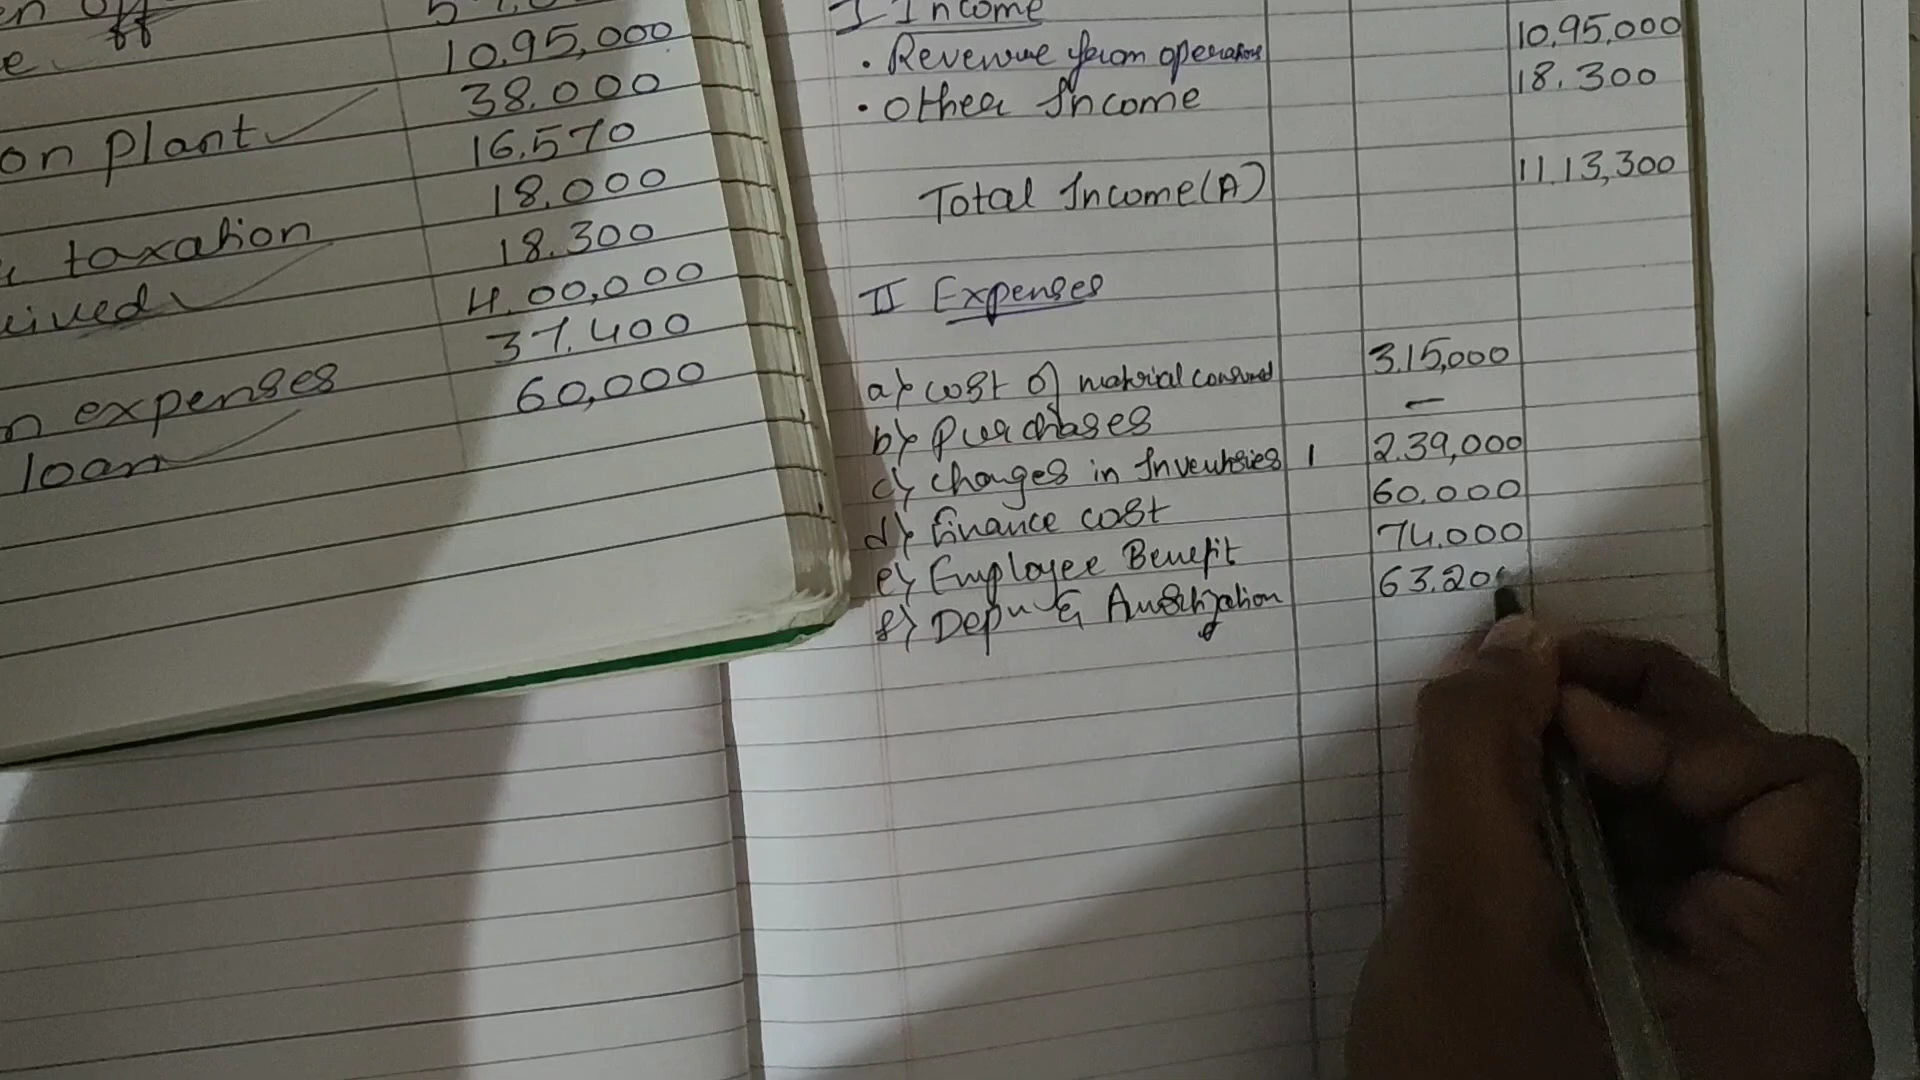 10,95,000
e.
38,000
on plant
16,570
18,000
taxation
18,300
eived
4,00,000
37,400
n expenses
60,000
loan
I Income
• Revenue from operations 10,95,000
• Other Income 18,300
Total Income (A) 11,13,300
II Expenses
a) cost of material consumed 3,15,000
b) purchases —
c) changes in Inventories 1 2,39,000
d) finance cost 60,000
e) Employee Benefit 74,000
f) Depn & Amortization 63,20